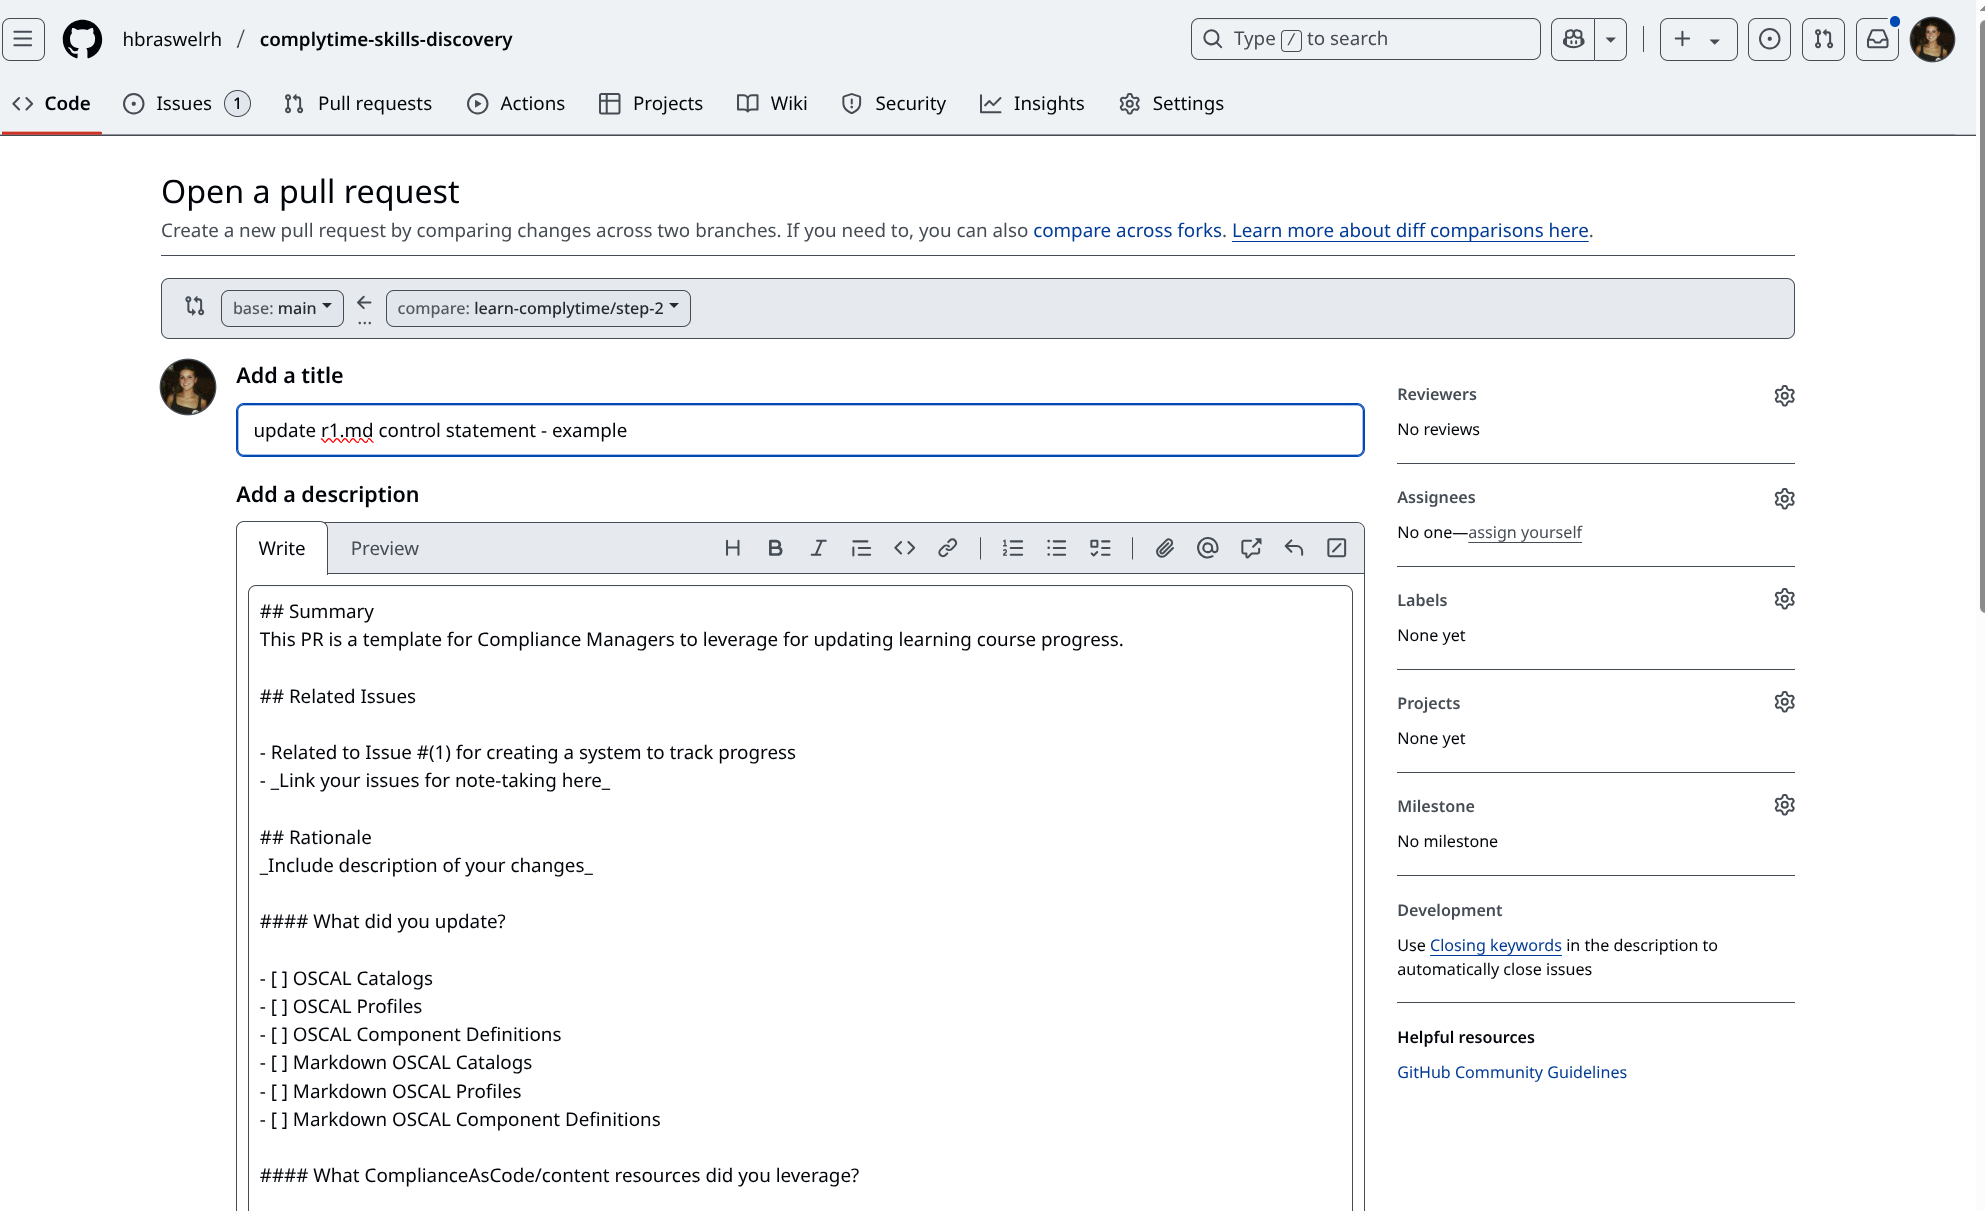 hbraswelrh / complytime-skills-discovery
Type / to search
Code
Issues 1
Pull requests
Actions
Projects
Wiki
Security
Insights
Settings
Open a pull request
Create a new pull request by comparing changes across two branches. If you need to, you can also compare across forks. Learn more about diff comparisons here.
base: main
compare: learn-complytime/step-2
Add a title
update r1.md control statement - example
Add a description
Write
Preview
## Summary
This PR is a template for Compliance Managers to leverage for updating learning course progress.
## Related Issues
- Related to Issue #(1) for creating a system to track progress
- _Link your issues for note-taking here_
## Rationale
_Include description of your changes_
#### What did you update?
- [ ] OSCAL Catalogs
- [ ] OSCAL Profiles
- [ ] OSCAL Component Definitions
- [ ] Markdown OSCAL Catalogs
- [ ] Markdown OSCAL Profiles
- [ ] Markdown OSCAL Component Definitions
#### What ComplianceAsCode/content resources did you leverage?
Reviewers
No reviews
Assignees
No one—assign yourself
Labels
None yet
Projects
None yet
Milestone
No milestone
Development
Use Closing keywords in the description to
automatically close issues
Helpful resources
GitHub Community Guidelines